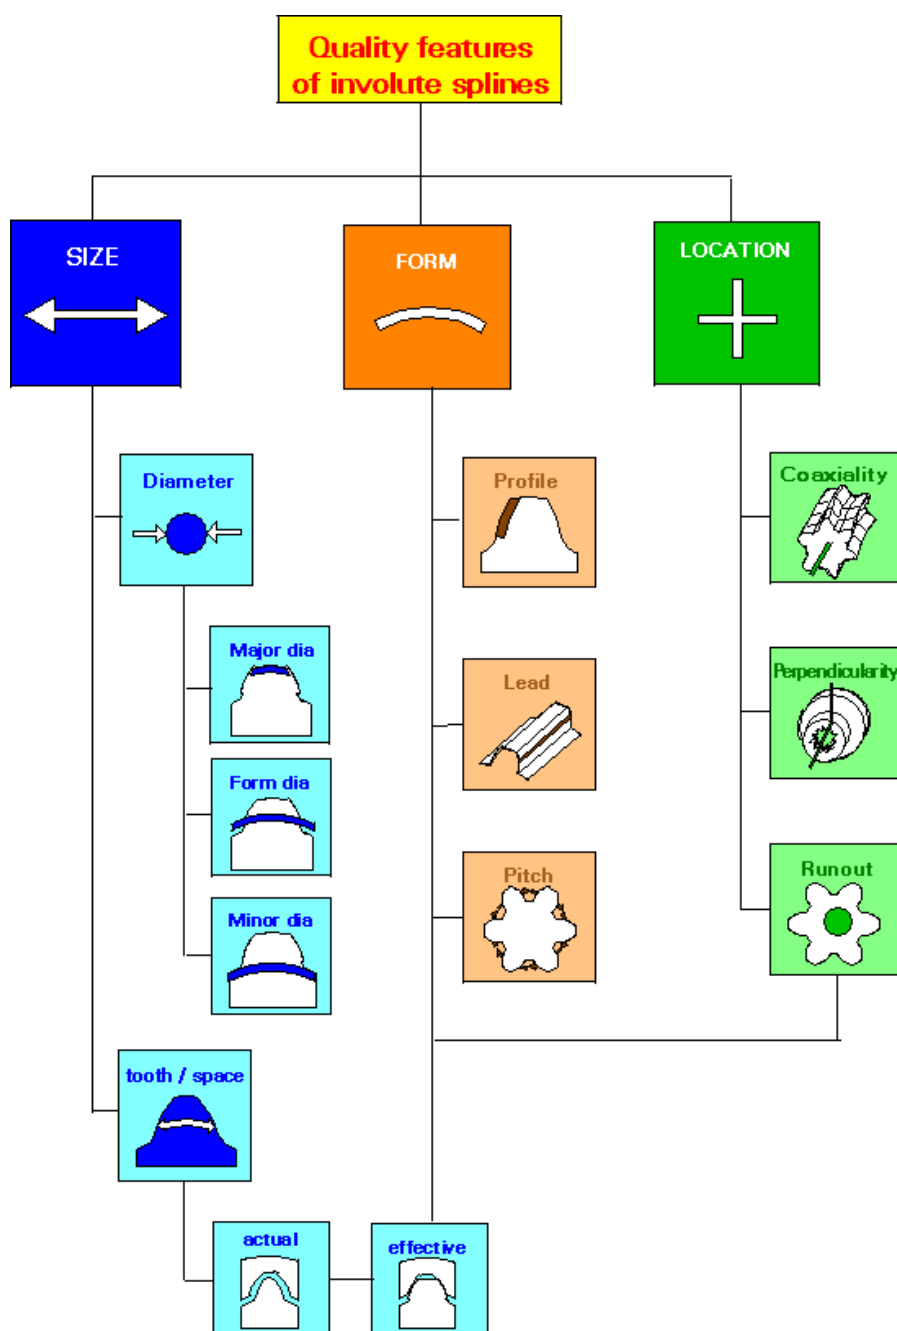 Quality features
of involute splines
SIZE
FORM
LOCATION
Diameter
Profile
Coaxiality
Major dia
Lead
Perpendicularity
Form dia
Pitch
Runout
Minor dia
tooth / space
actual
effective